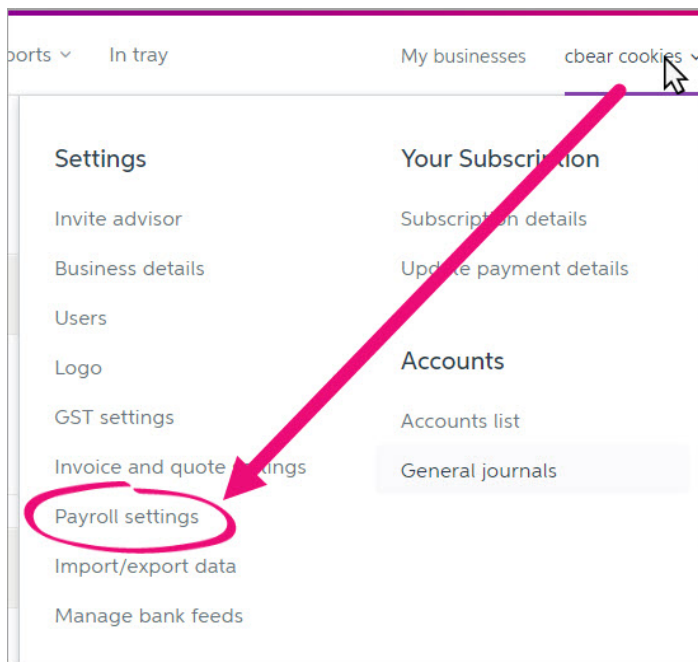 ports In tray My businesses cbear cookies
Settings
Invite advisor
Business details
Users
Logo
GST settings
Invoice and quote settings
Payroll settings
Import/export data
Manage bank feeds
Your Subscription
Subscription details
Update payment details
Accounts
Accounts list
General journals